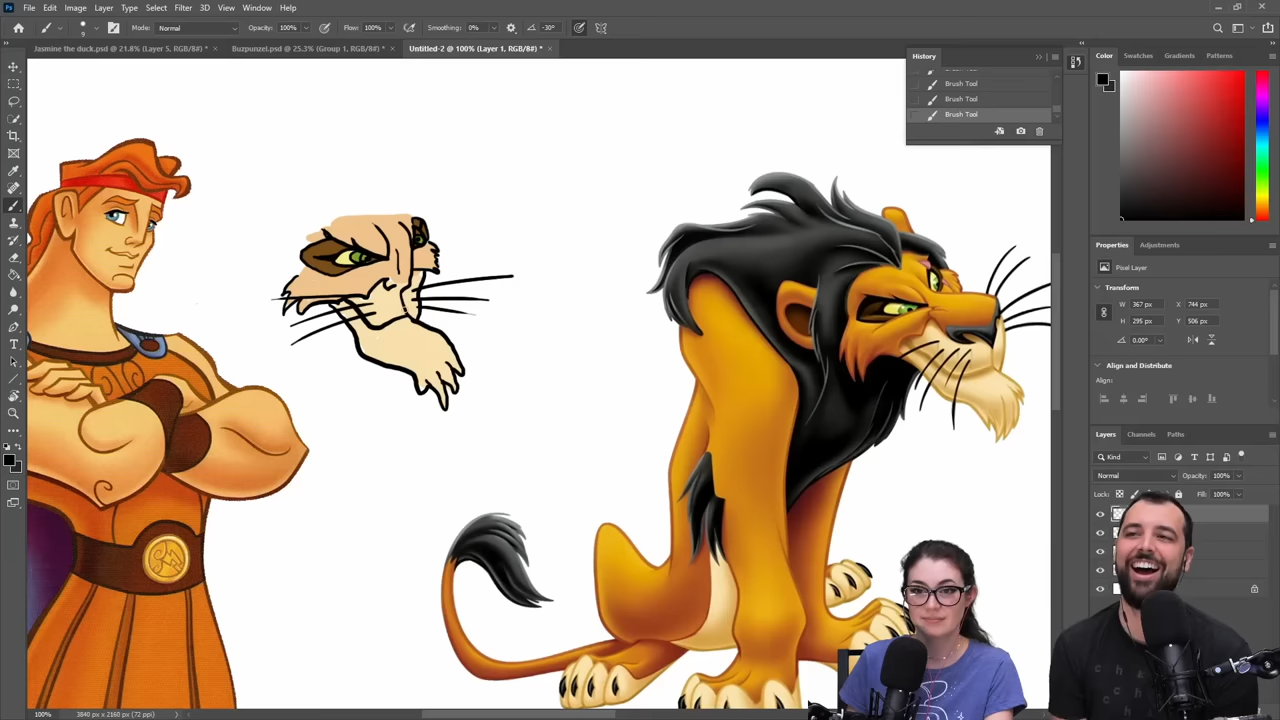 Ps File Edit Image Layer Type Select Filter 3D View Window Help
9 Mode: Normal Opacity: 100% Flow: 100% Smoothing: 0% -30°
Jasmine the duck.psd @ 21.8% (Layer 5, RGB/8#) * × Buzpunzel.psd @ 25.3% (Group 1, RGB/8#) * × Untitled-2 @ 100% (Layer 1, RGB/8#) * ×
History
Brush Tool
Brush Tool
Brush Tool
Color Swatches Gradients Patterns
Properties Adjustments
Pixel Layer
Transform
W 367 px X 744 px
H 295 px Y 506 px
0.00°
Align and Distribute
Align:
Layers Channels Paths
Kind
Normal Opacity: 100%
Lock: Fill: 100%
100% 3840 px x 2160 px (72 ppi)